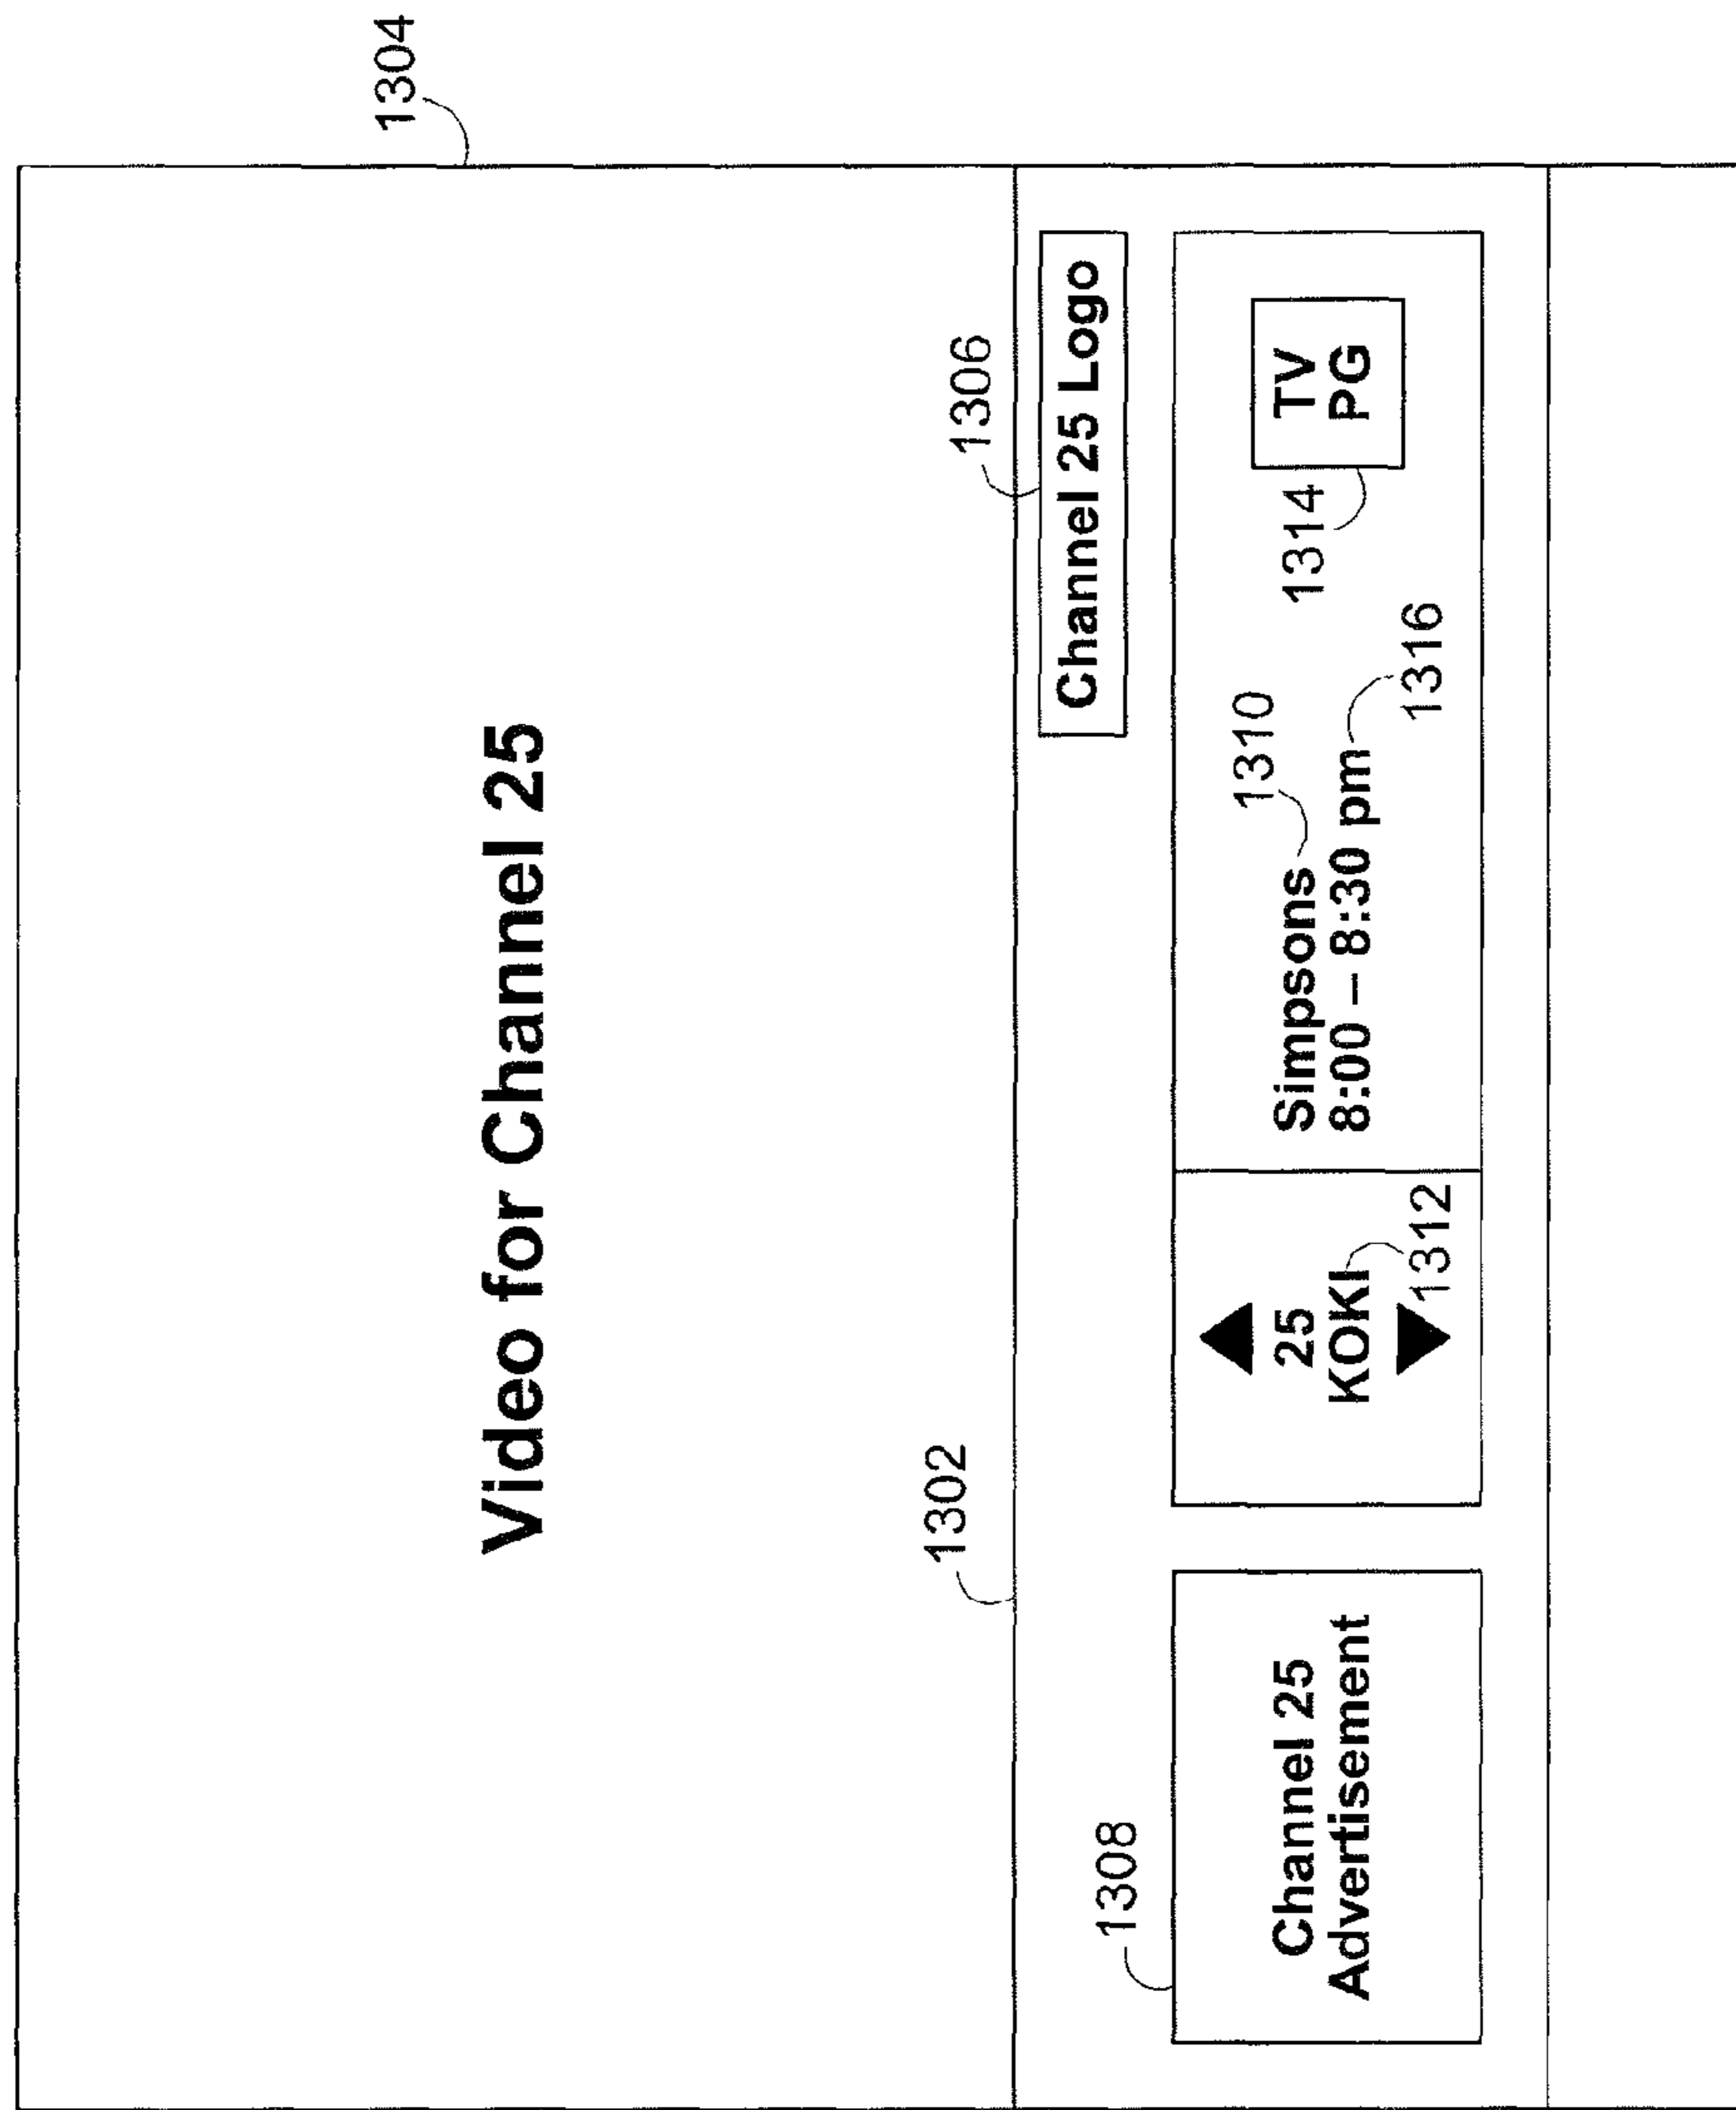 1304
Video for Channel 25
1302
1306
Channel 25 Logo
1308
Channel 25
Advertisement
25
KOKI
1312
1310
Simpsons
8:00 – 8:30 pm
1316
1314
TV
PG